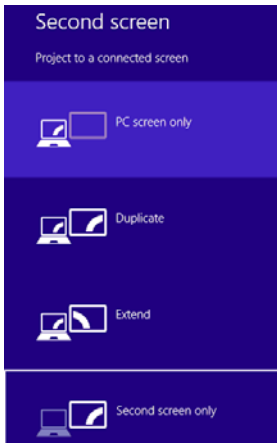 Second screen
Project to a connected screen
PC screen only
Duplicate
Extend
Second screen only